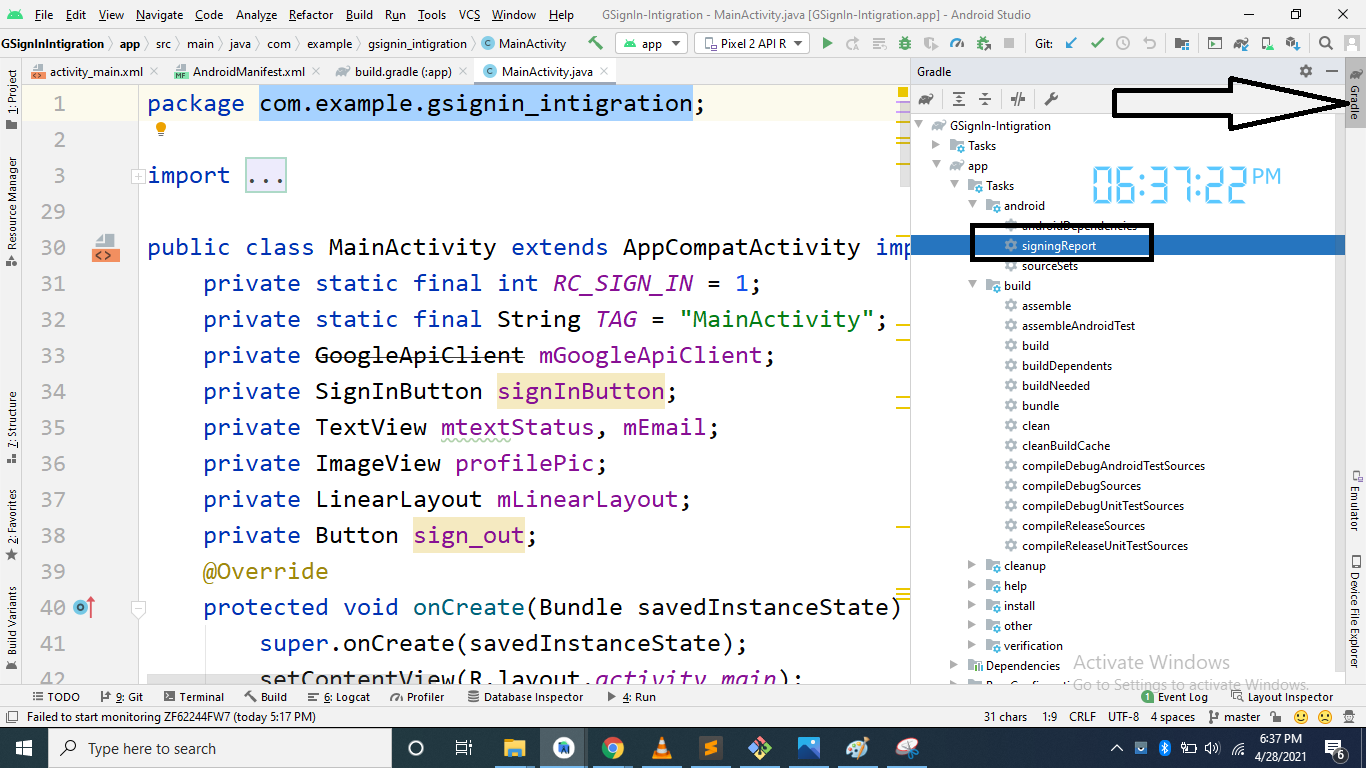 File Edit View Navigate Code Analyze Refactor Build Run Tools VCS Window Help GSignIn-Intigration - MainActivity.java [GSignIn-Intigration.app] - Android Studio
GSignInIntigration app src main java com example gsignin_intigration MainActivity app Pixel 2 API R Git:
activity_main.xml AndroidManifest.xml build.gradle (:app) MainActivity.java
1: Project
Resource Manager
7: Structure
2: Favorites
Build Variants
1 package com.example.gsignin_intigration;
2
3 import ...
29
30 public class MainActivity extends AppCompatActivity imp
31 private static final int RC_SIGN_IN = 1;
32 private static final String TAG = "MainActivity";
33 private GoogleApiClient mGoogleApiClient;
34 private SignInButton signInButton;
35 private TextView mtextStatus, mEmail;
36 private ImageView profilePic;
37 private LinearLayout mLinearLayout;
38 private Button sign_out;
39 @Override
40 protected void onCreate(Bundle savedInstanceState)
41 super.onCreate(savedInstanceState);
42 setContentView(R.layout.activity_main);
Gradle
GSignIn-Intigration
Tasks
app
Tasks
android
androidDependencies
signingReport
sourceSets
build
assemble
assembleAndroidTest
build
buildDependents
buildNeeded
bundle
clean
cleanBuildCache
compileDebugAndroidTestSources
compileDebugSources
compileDebugUnitTestSources
compileReleaseSources
compileReleaseUnitTestSources
cleanup
help
install
other
verification
Dependencies
06:37:22 PM
Activate Windows
Go to Settings to activate Windows.
Gradle
Emulator
Device File Explorer
TODO 9: Git Terminal Build 6: Logcat Profiler Database Inspector 4: Run 1 Event Log Layout Inspector
Failed to start monitoring ZF62244FW7 (today 5:17 PM) 31 chars 1:9 CRLF UTF-8 4 spaces master
Type here to search
6:37 PM
4/28/2021
6